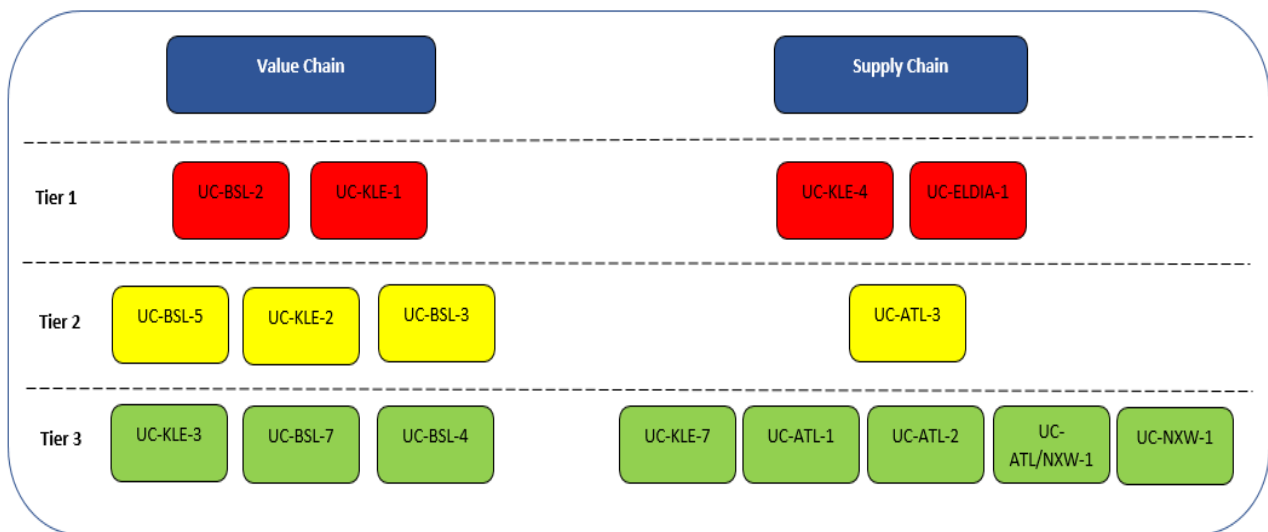 Value Chain
Supply Chain
Tier 1
UC-BSL-2
UC-KLE-1
UC-KLE-4
UC-ELDIA-1
Tier 2
UC-BSL-5
UC-KLE-2
UC-BSL-3
UC-ATL-3
Tier 3
UC-KLE-3
UC-BSL-7
UC-BSL-4
UC-KLE-7
UC-ATL-1
UC-ATL-2
UC-
ATL/NXW-1
UC-NXW-1